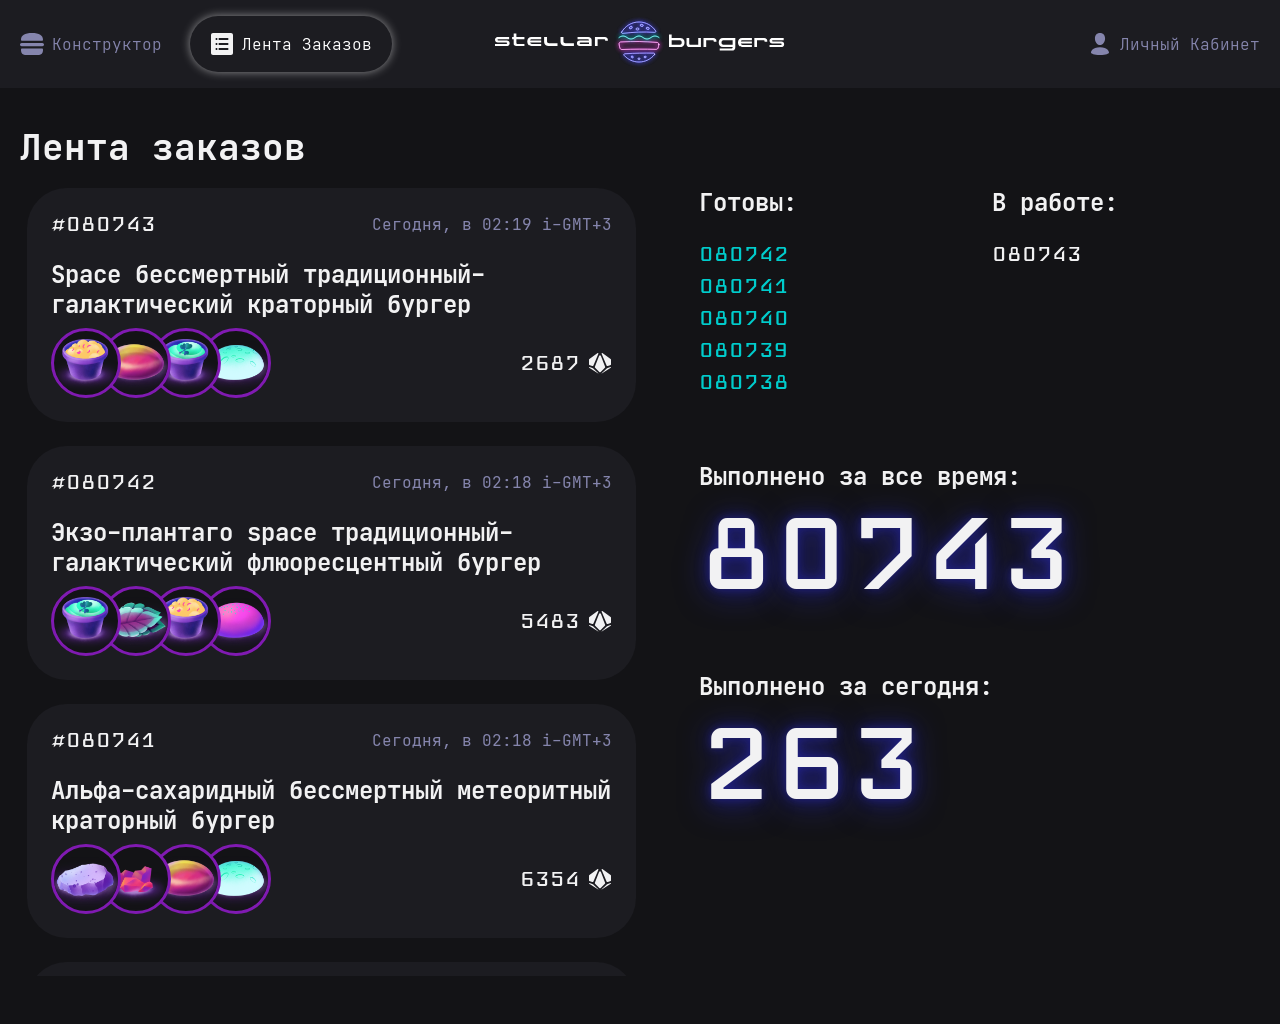 Конструктор
Лента Заказов
stellar burgers
Личный Кабинет
Лента заказов
#080743
Сегодня, в 02:19 i-GMT+3
Space бессмертный традиционный-
галактический краторный бургер
2687
#080742
Сегодня, в 02:18 i-GMT+3
Экзо-плантаго space традиционный-
галактический флюоресцентный бургер
5483
#080741
Сегодня, в 02:18 i-GMT+3
Альфа-сахаридный бессмертный метеоритный
краторный бургер
6354
Готовы:
080742
080741
080740
080739
080738
В работе:
080743
Выполнено за все время:
80743
Выполнено за сегодня:
263